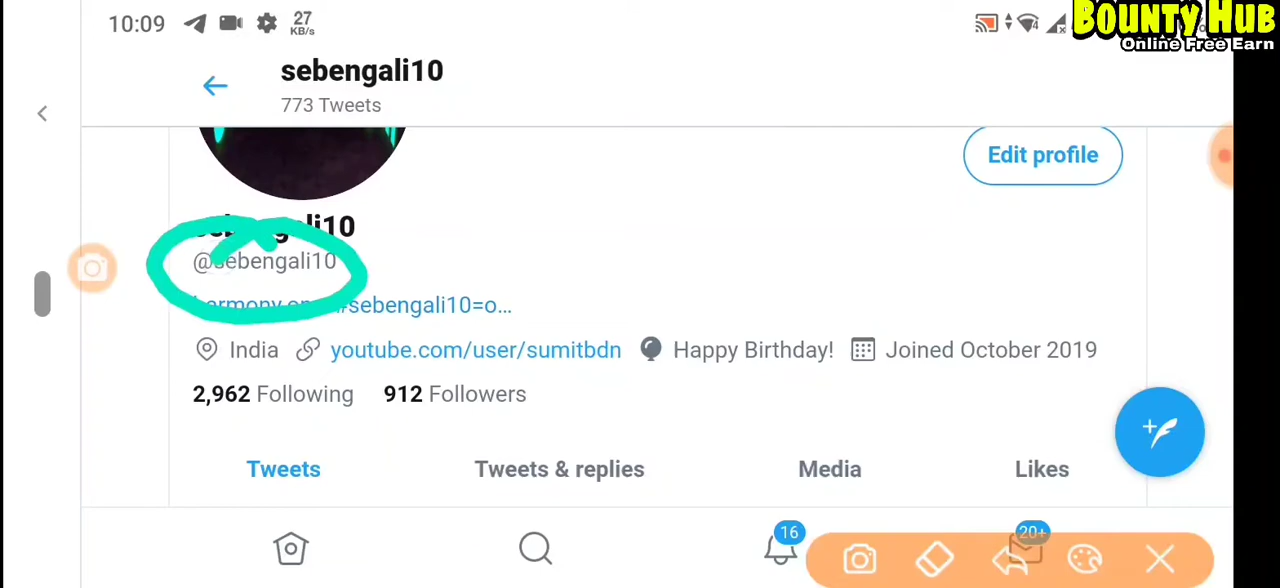 10:09
27
KB/s
BOUNTY HUB
Online Free Earn
sebengali10
773 Tweets
Edit profile
sebengali10
@sebengali10
#sebengali10=o...
India youtube.com/user/sumitbdn Happy Birthday! Joined October 2019
2,962 Following 912 Followers
Tweets Tweets & replies Media Likes
16
20+